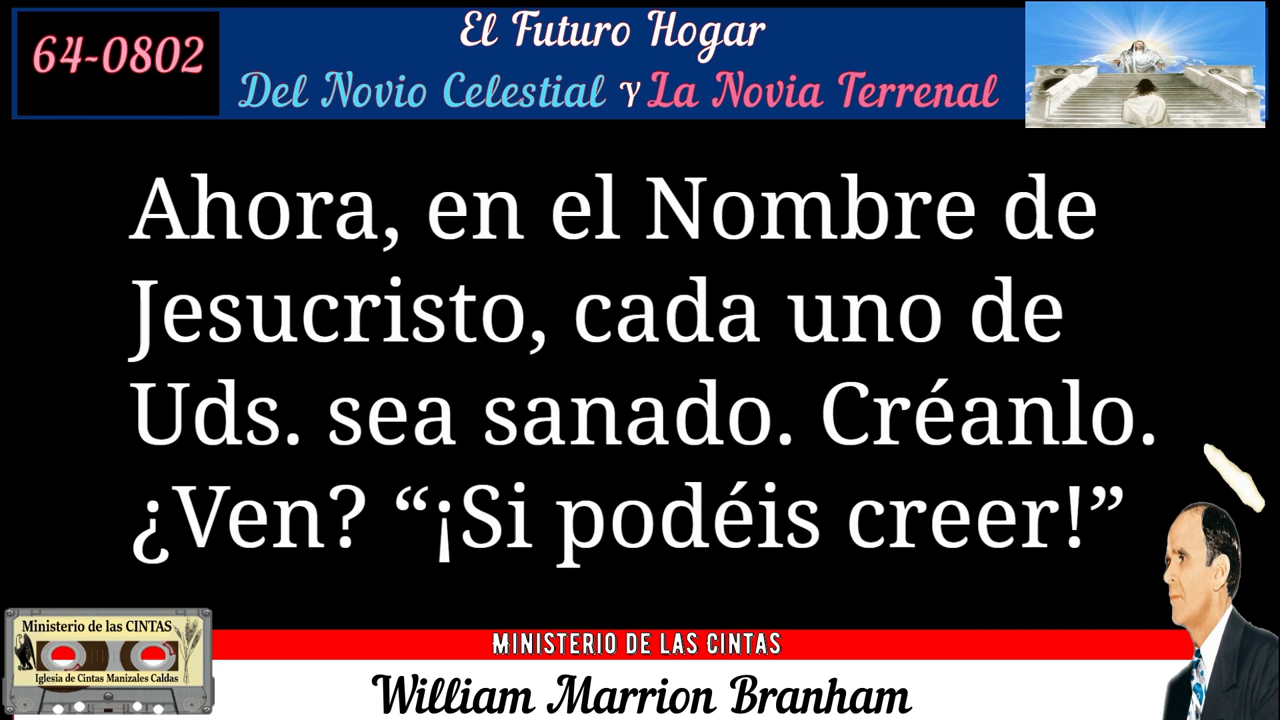 64-0802
El Futuro Hogar
Del Novio Celestial y La Novia Terrenal
Ahora, en el Nombre de
Jesucristo, cada uno de
Uds. sea sanado. Créanlo.
¿Ven? “¡Si podéis creer!”
Ministerio de las CINTAS
Iglesia de Cintas Manizales Caldas
MINISTERIO DE LAS CINTAS
William Marrion Branham